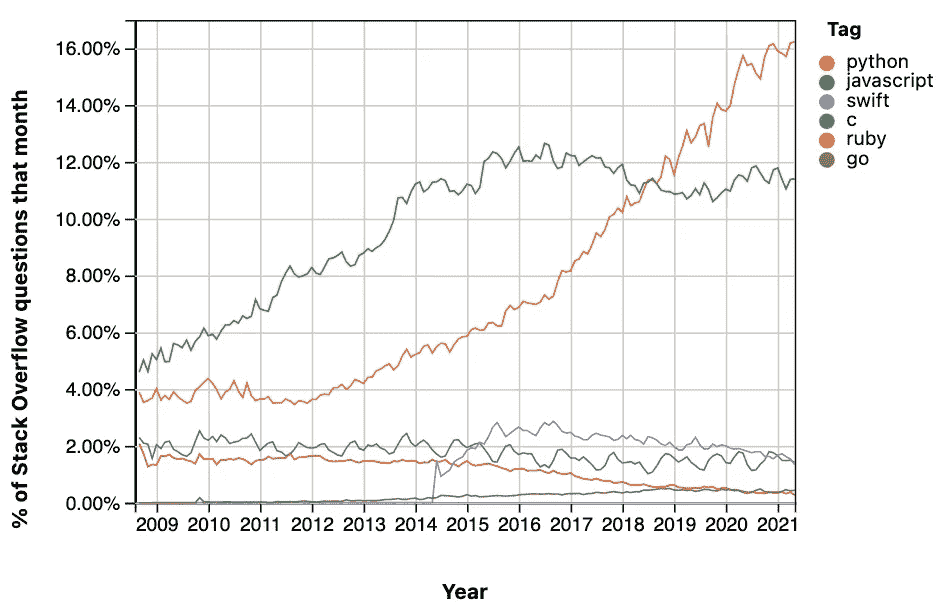 % of Stack Overflow questions that month
16.00%
14.00%
12.00%
10.00%
8.00%
6.00%
4.00%
2.00%
0.00%
2009 2010 2011 2012 2013 2014 2015 2016 2017 2018 2019 2020 2021
Year
Tag
python
javascript
swift
c
ruby
go